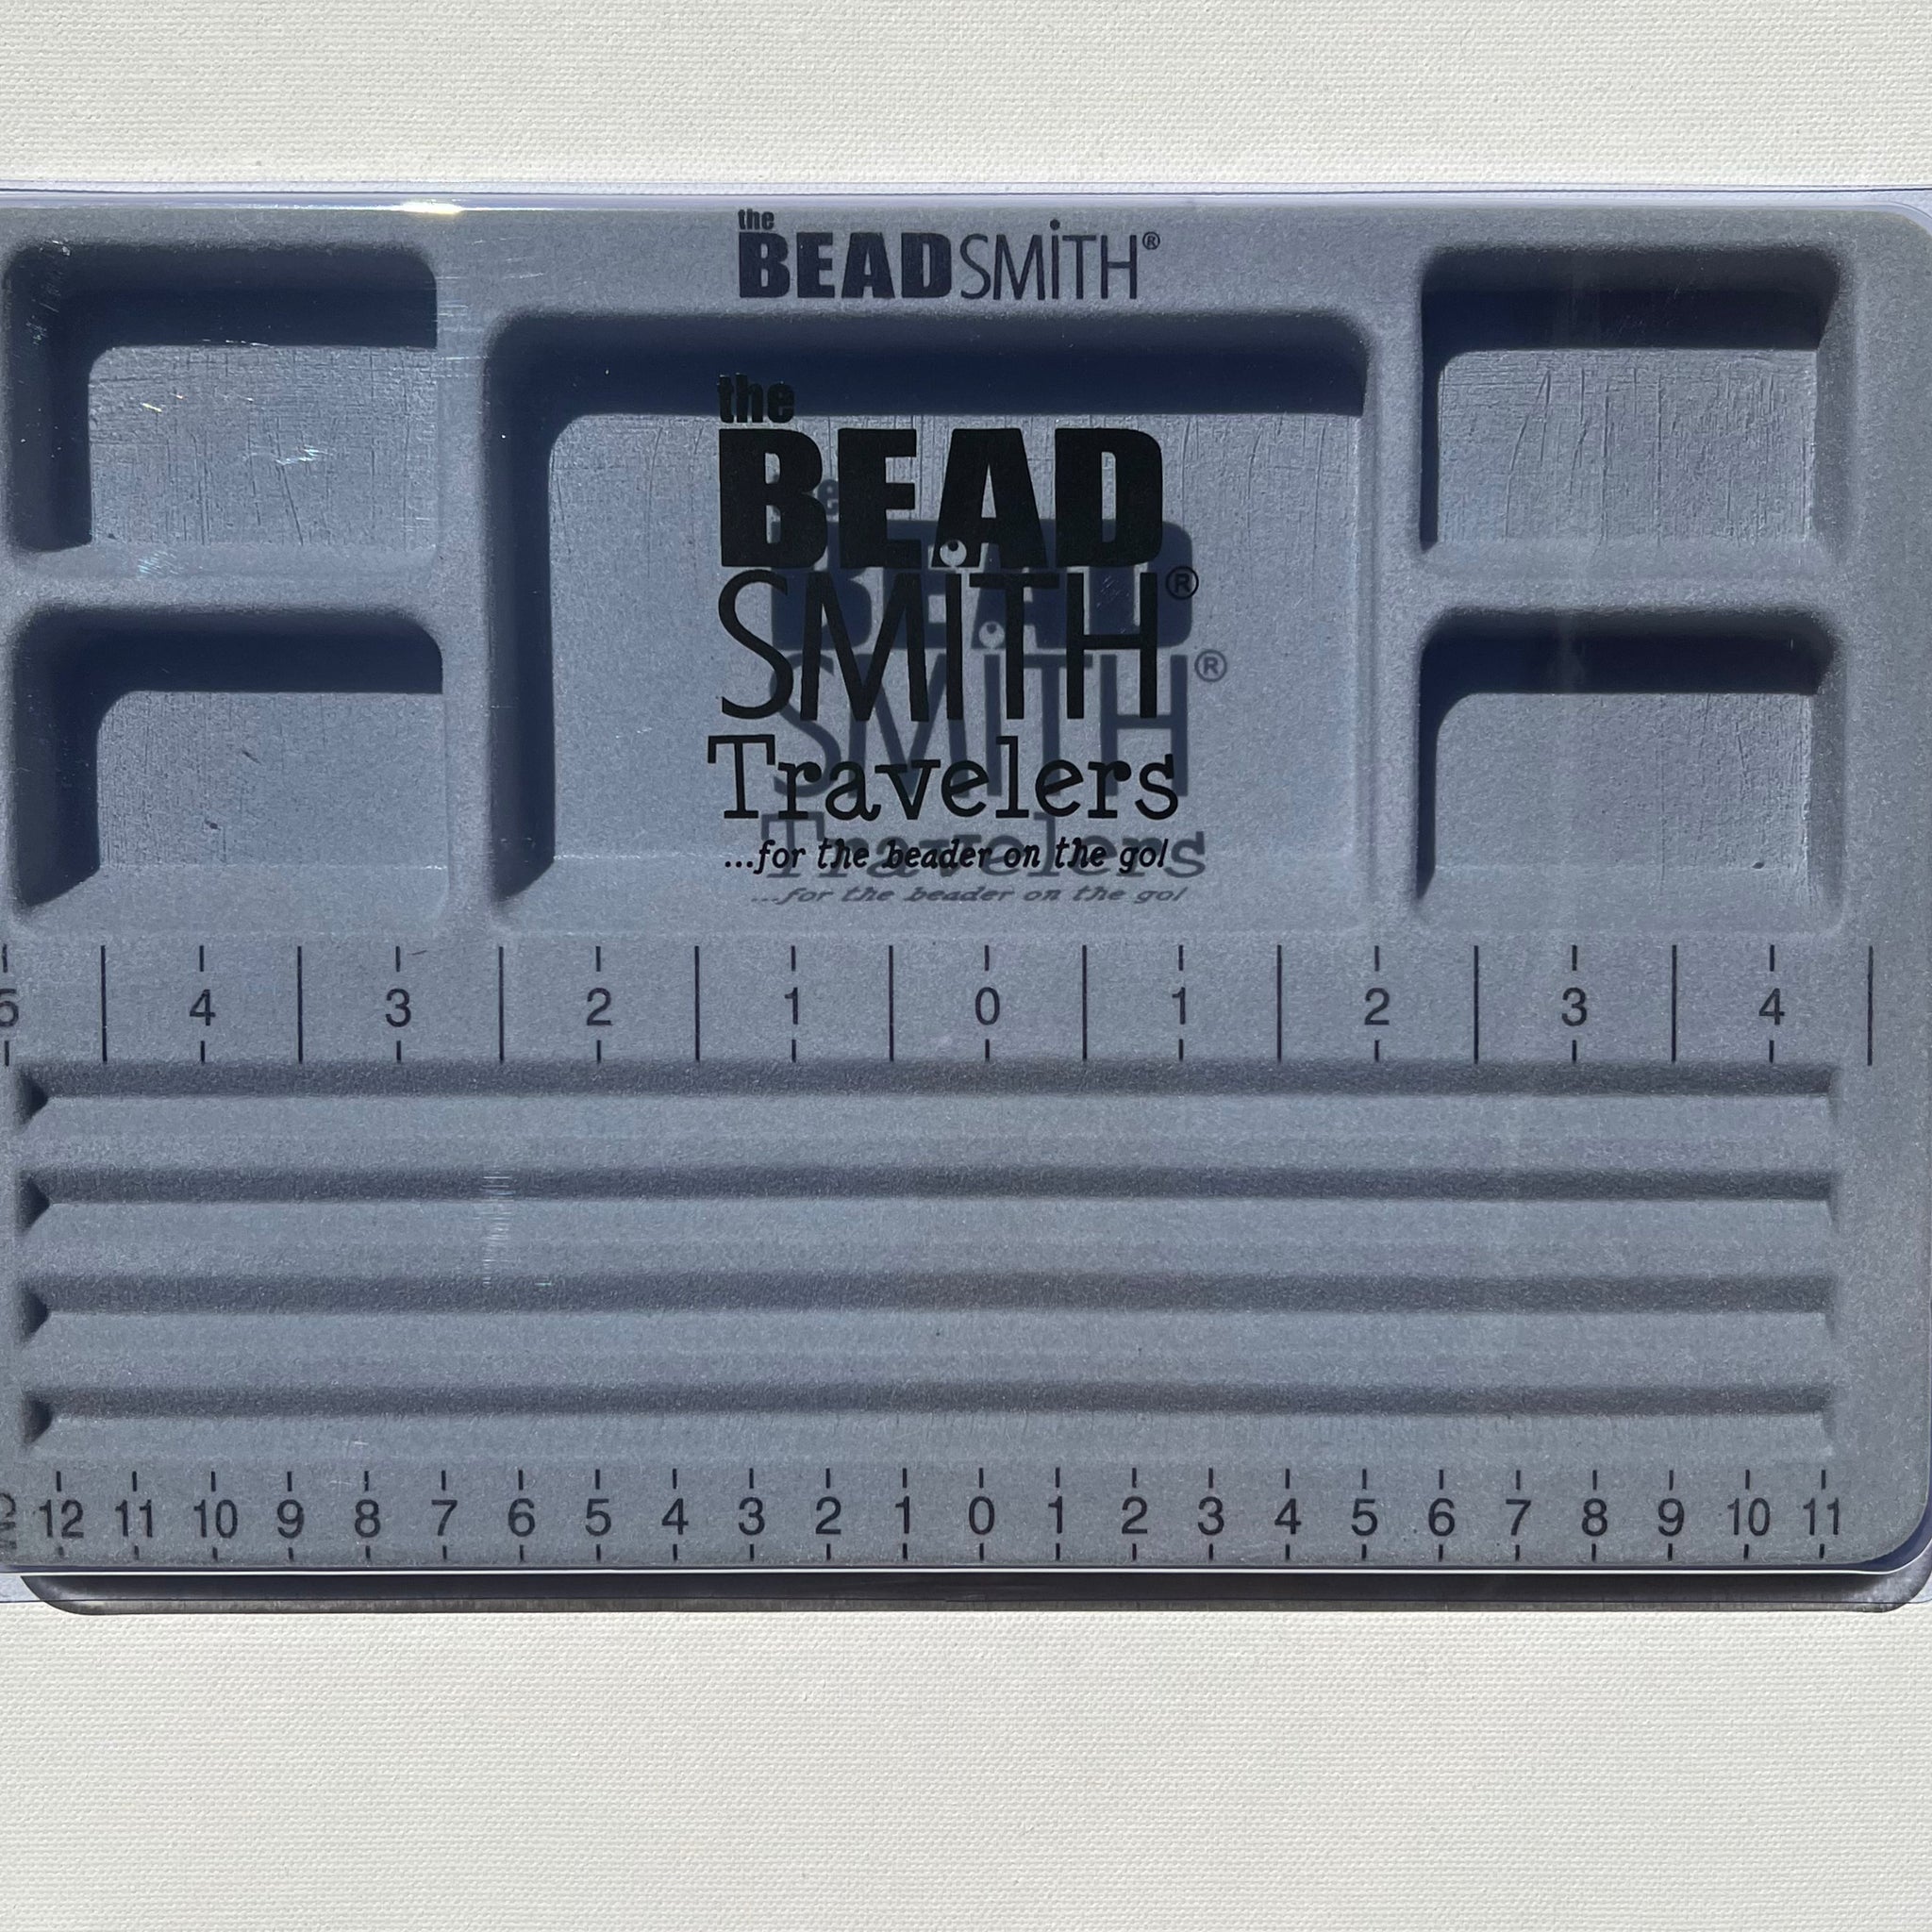 the
BEADSMiTH®
the
BEAD
SMiTH®
Travelers
...for the beader on the go!
5 4 3 2 1 0 1 2 3 4
12 11 10 9 8 7 6 5 4 3 2 1 0 1 2 3 4 5 6 7 8 9 10 11